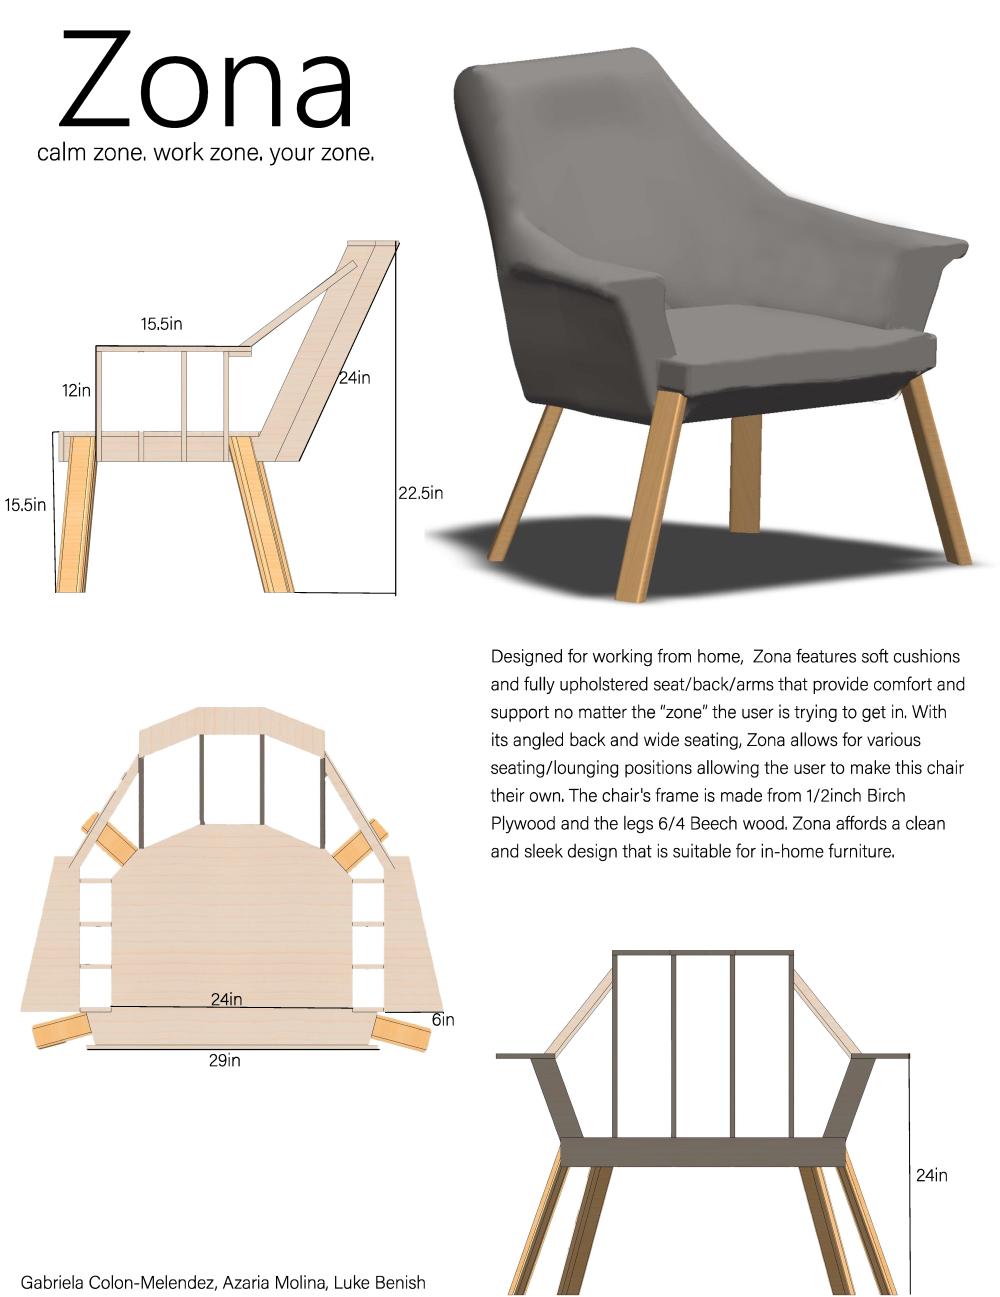 Zona
calm zone. work zone. your zone.
15.5in
12in
24in
15.5in
22.5in
Designed for working from home,  Zona features soft cushions
and fully upholstered seat/back/arms that provide comfort and
support no matter the “zone” the user is trying to get in. With
its angled back and wide seating, Zona allows for various
seating/lounging positions allowing the user to make this chair
their own. The chair's frame is made from 1/2inch Birch
Plywood and the legs 6/4 Beech wood. Zona affords a clean
and sleek design that is suitable for in-home furniture.
24in
6in
29in
24in
Gabriela Colon-Melendez, Azaria Molina, Luke Benish